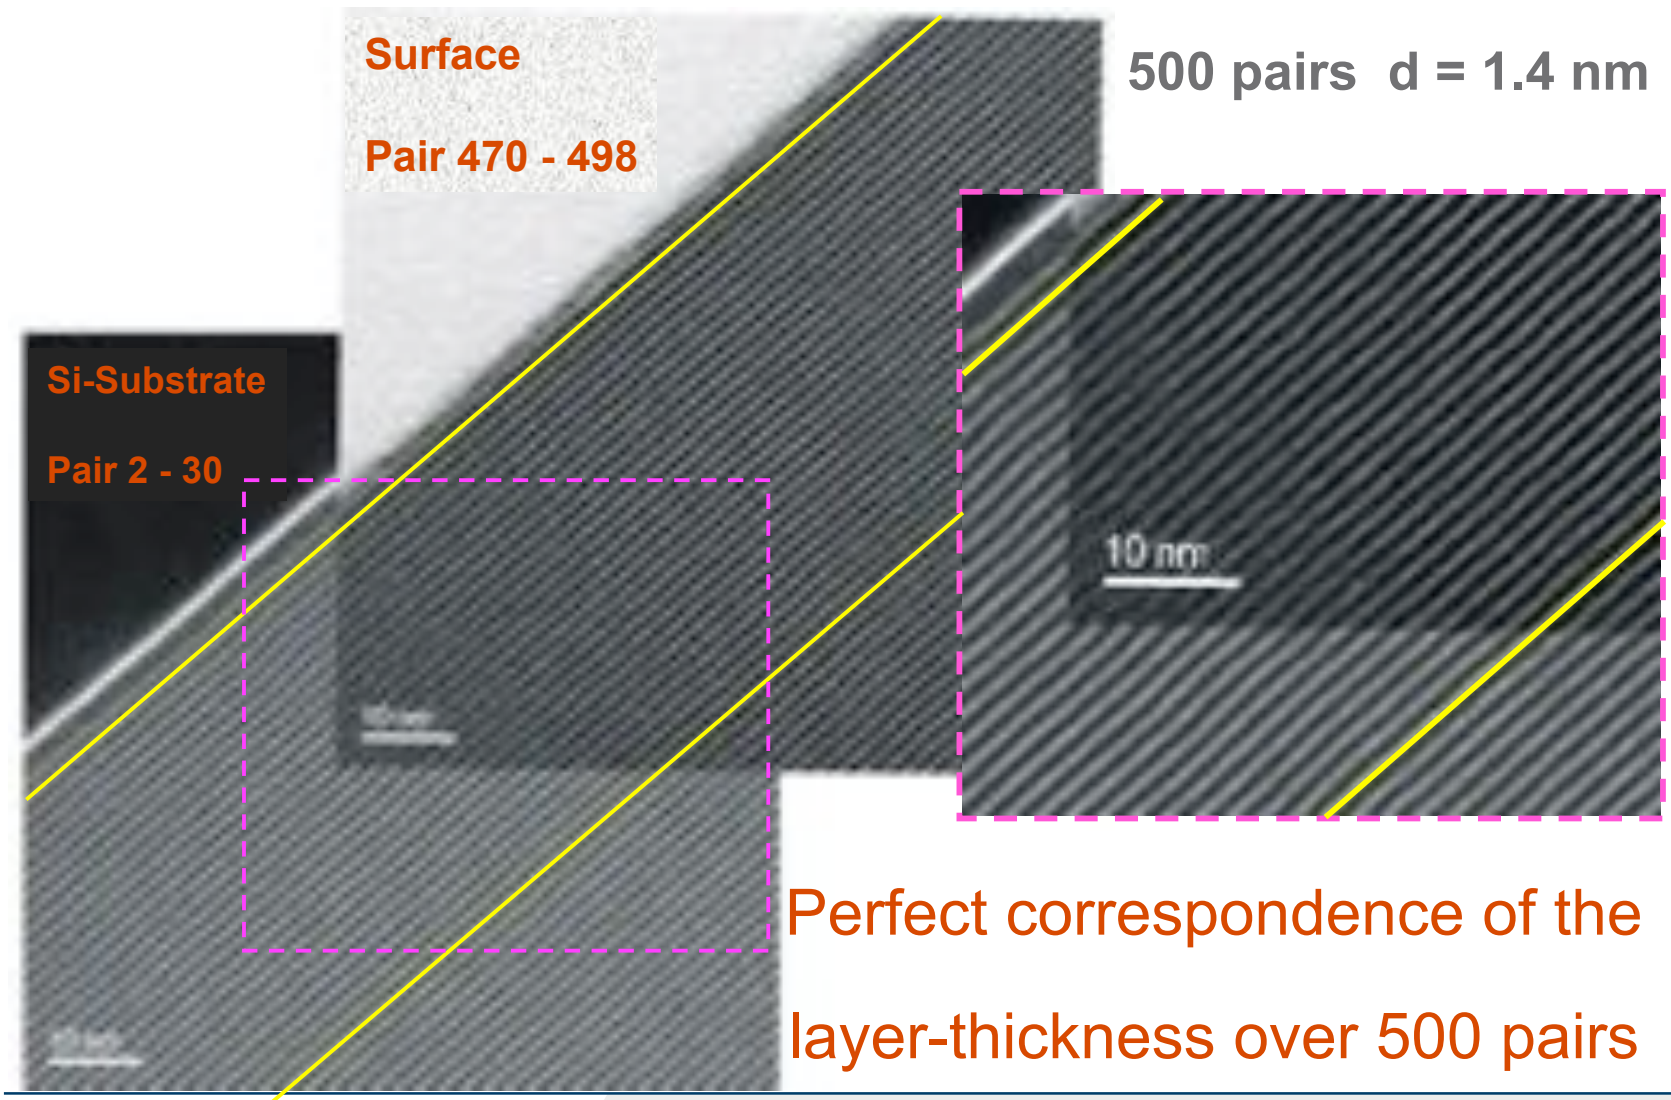 Surface
Pair 470 - 498
500 pairs d = 1.4 nm
Si-Substrate
Pair 2 - 30
10 nm
Perfect correspondence of the
layer-thickness over 500 pairs